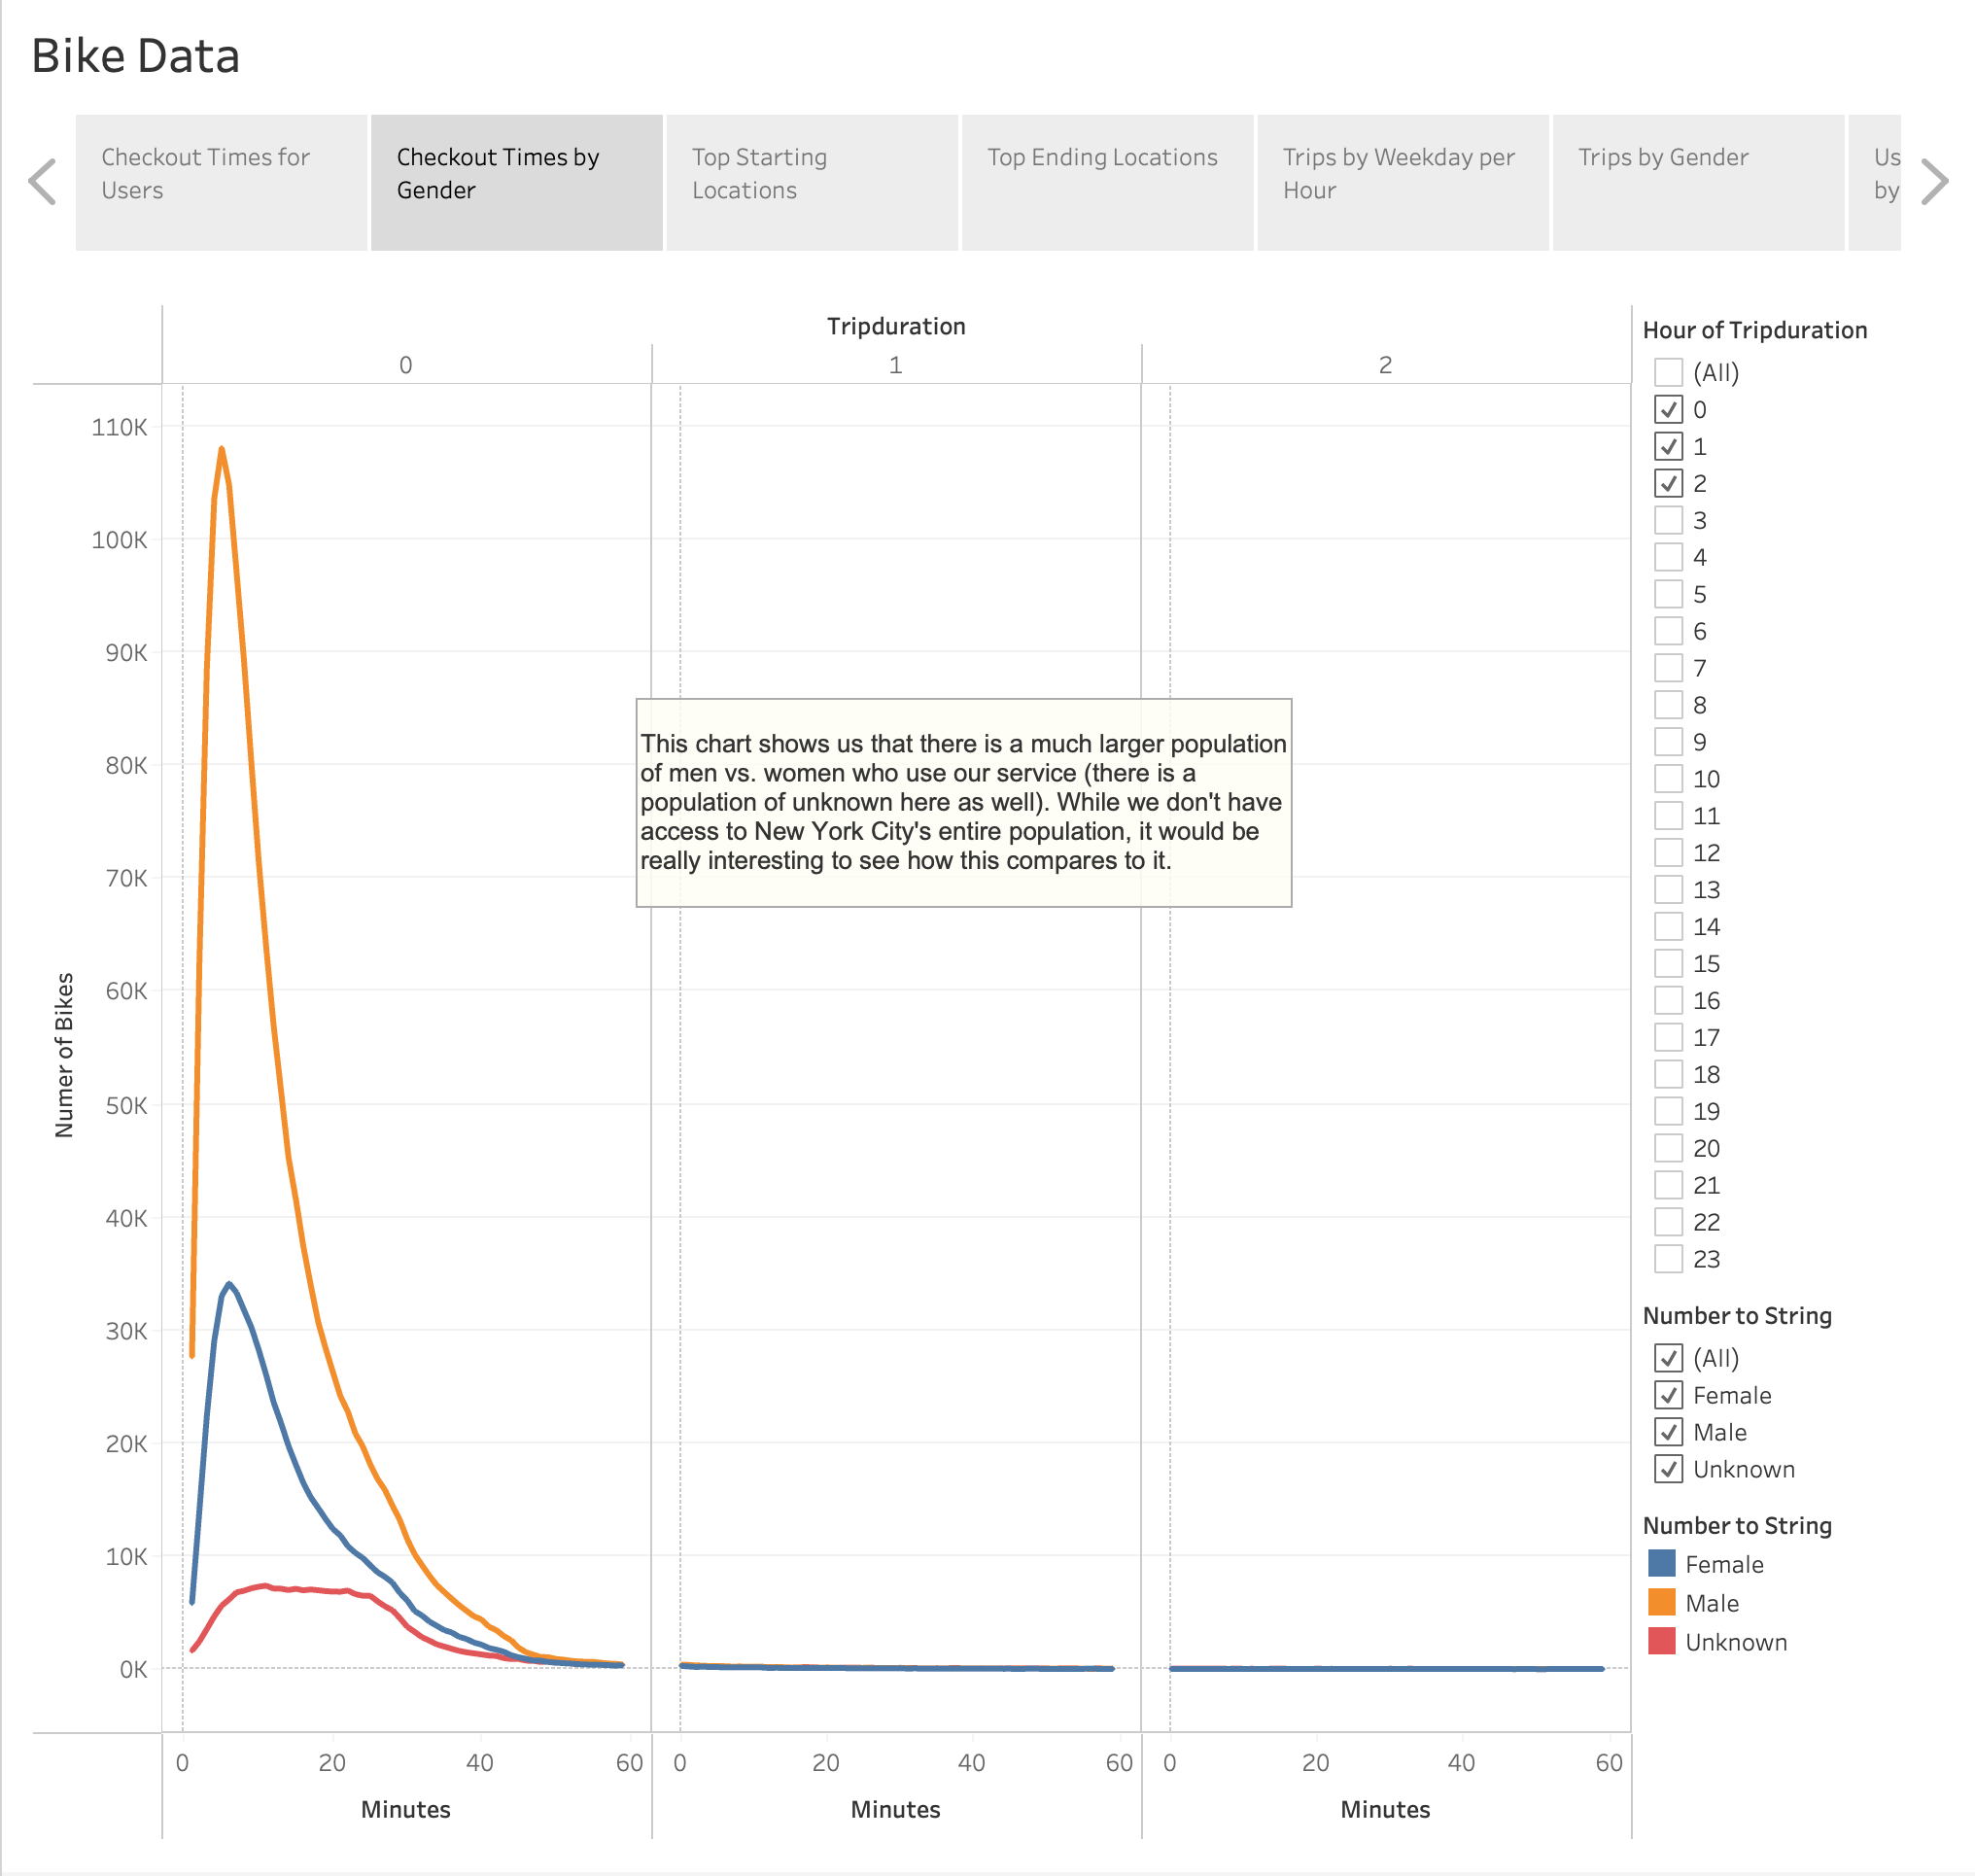 Bike Data
Checkout Times for
Users
Checkout Times by
Gender
Top Starting
Locations
Top Ending Locations
Trips by Weekday per
Hour
Trips by Gender
Us
by
Tripduration
0
1
2
110K
100K
90K
80K
70K
60K
50K
40K
30K
20K
10K
0K
Numer of Bikes
This chart shows us that there is a much larger population
of men vs. women who use our service (there is a
population of unknown here as well). While we don't have
access to New York City's entire population, it would be
really interesting to see how this compares to it.
0 20 40 60
0 20 40 60
0 20 40 60
Minutes
Minutes
Minutes
Hour of Tripduration
(All)
0
1
2
3
4
5
6
7
8
9
10
11
12
13
14
15
16
17
18
19
20
21
22
23
Number to String
(All)
Female
Male
Unknown
Number to String
Female
Male
Unknown